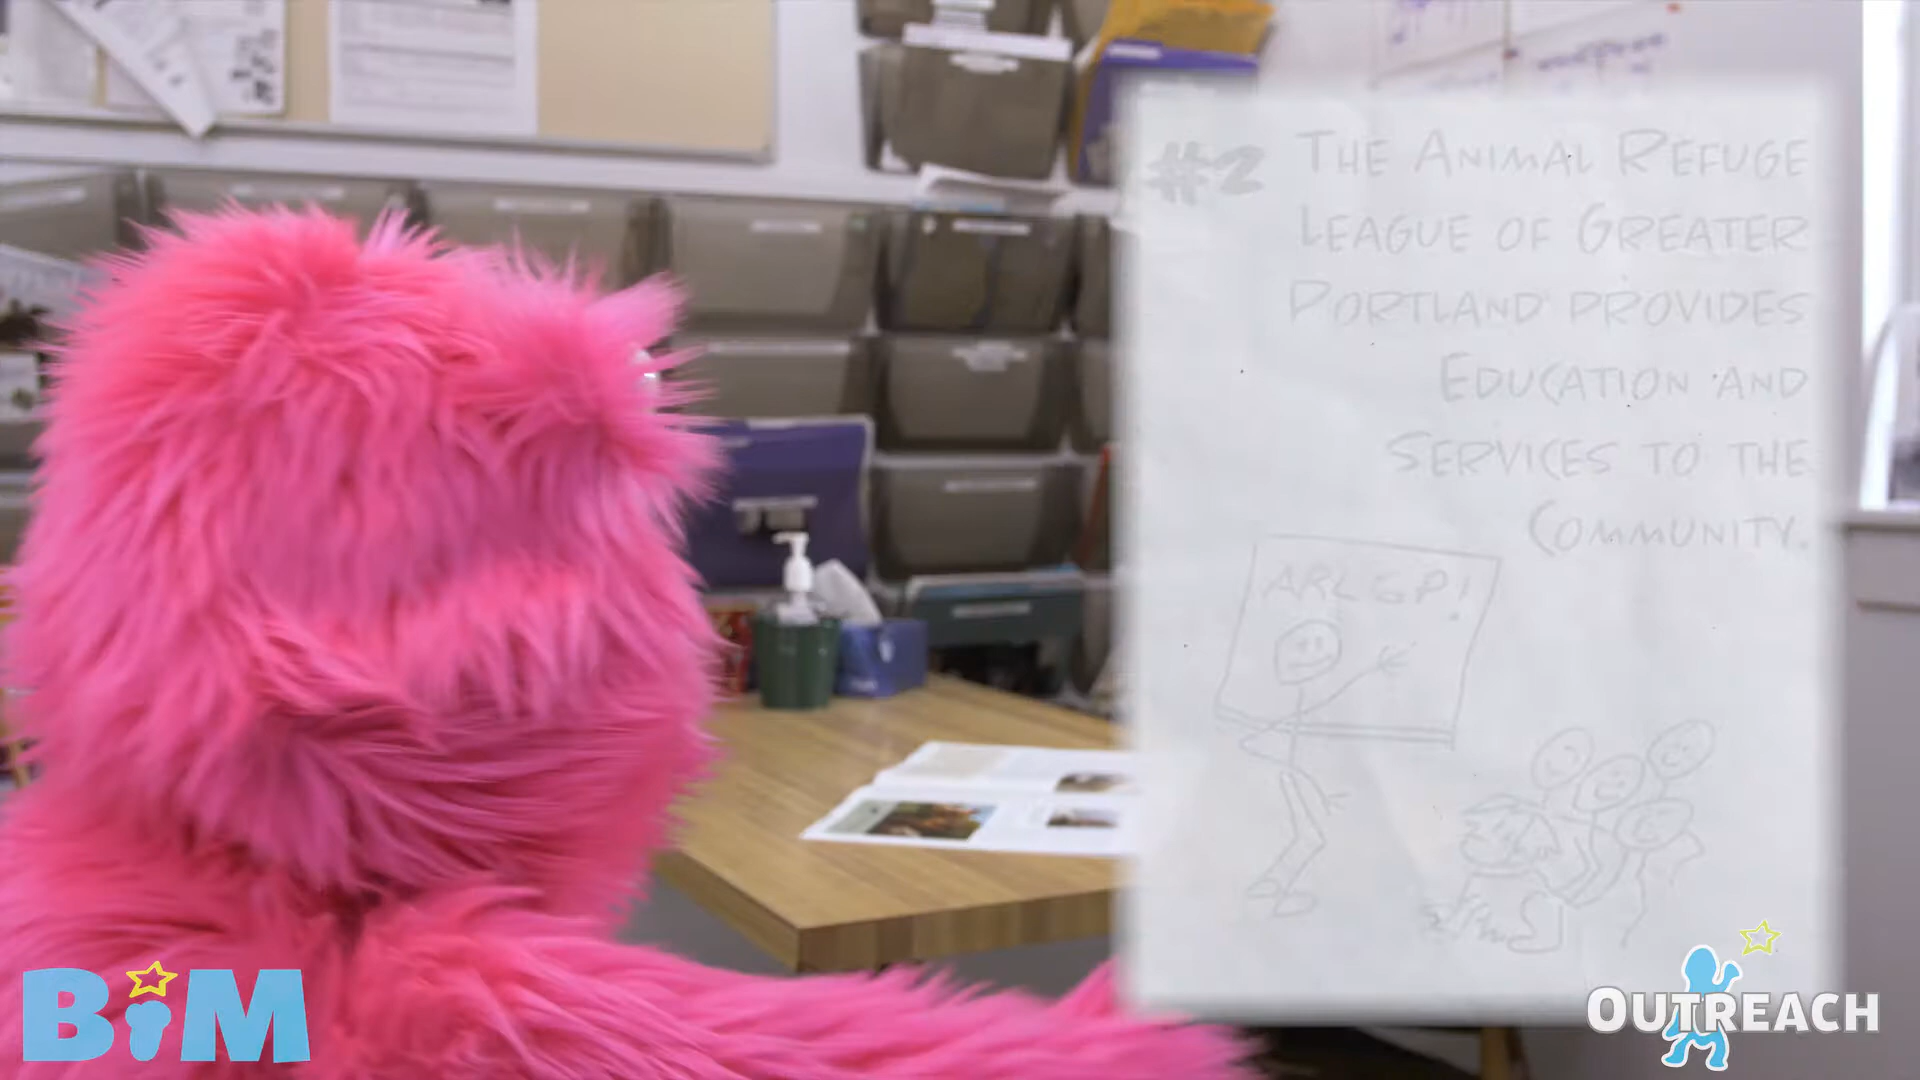 #2 The Animal Refuge
League of Greater
Portland provides
Education and
Services to the
Community.
ARLGP!
BiM
OUTREACH